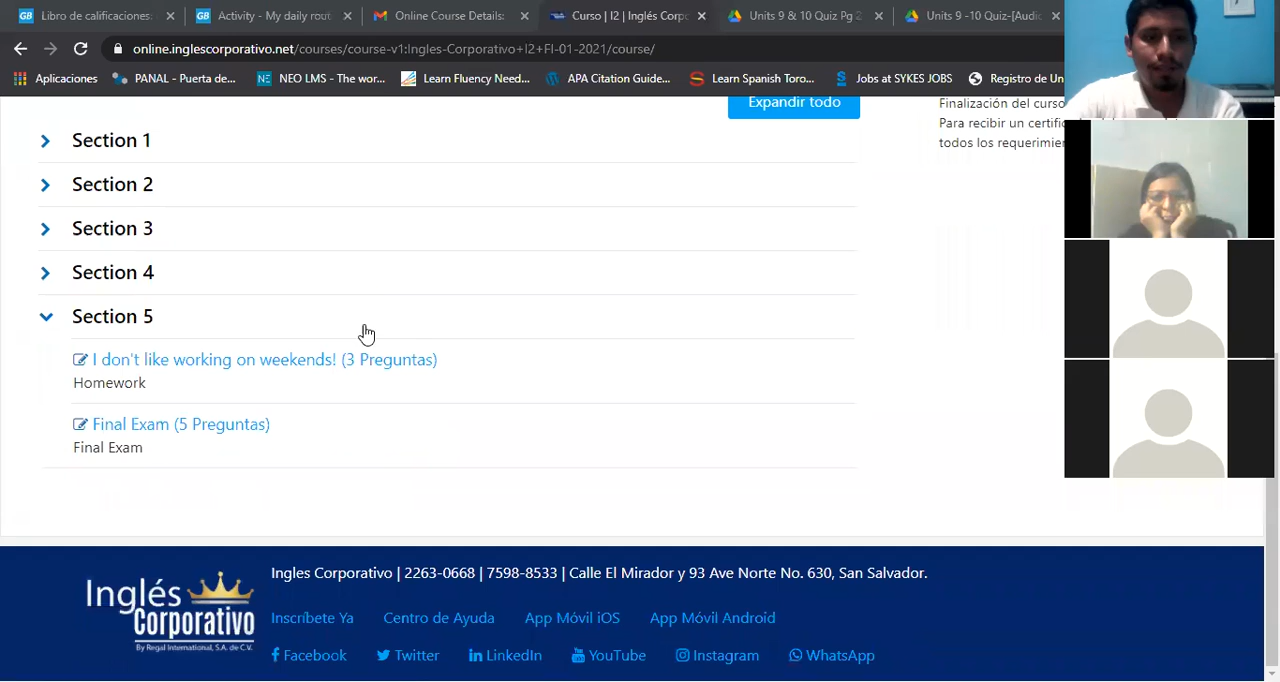 Libro de calificaciones:
Activity - My daily rout
Online Course Details:
Curso | I2 | Inglés Corp
Units 9 & 10 Quiz Pg 2
Units 9 -10 Quiz-[Audi
online.inglescorporativo.net/courses/course-v1:Ingles-Corporativo+I2+FI-01-2021/course/
Aplicaciones
PANAL - Puerta de...
NEO LMS - The wor...
Learn Fluency Need...
APA Citation Guide...
Learn Spanish Toro...
Jobs at SYKES JOBS
Registro de Un
Expandir todo
Finalización del curso
Para recibir un certifi
todos los requerimie
Section 1
Section 2
Section 3
Section 4
Section 5
I don't like working on weekends! (3 Preguntas)
Homework
Final Exam (5 Preguntas)
Final Exam
Inglés Corporativo
By Regal International, S.A. de C.V.
Ingles Corporativo | 2263-0668 | 7598-8533 | Calle El Mirador y 93 Ave Norte No. 630, San Salvador.
Inscríbete Ya
Centro de Ayuda
App Móvil iOS
App Móvil Android
Facebook
Twitter
LinkedIn
YouTube
Instagram
WhatsApp